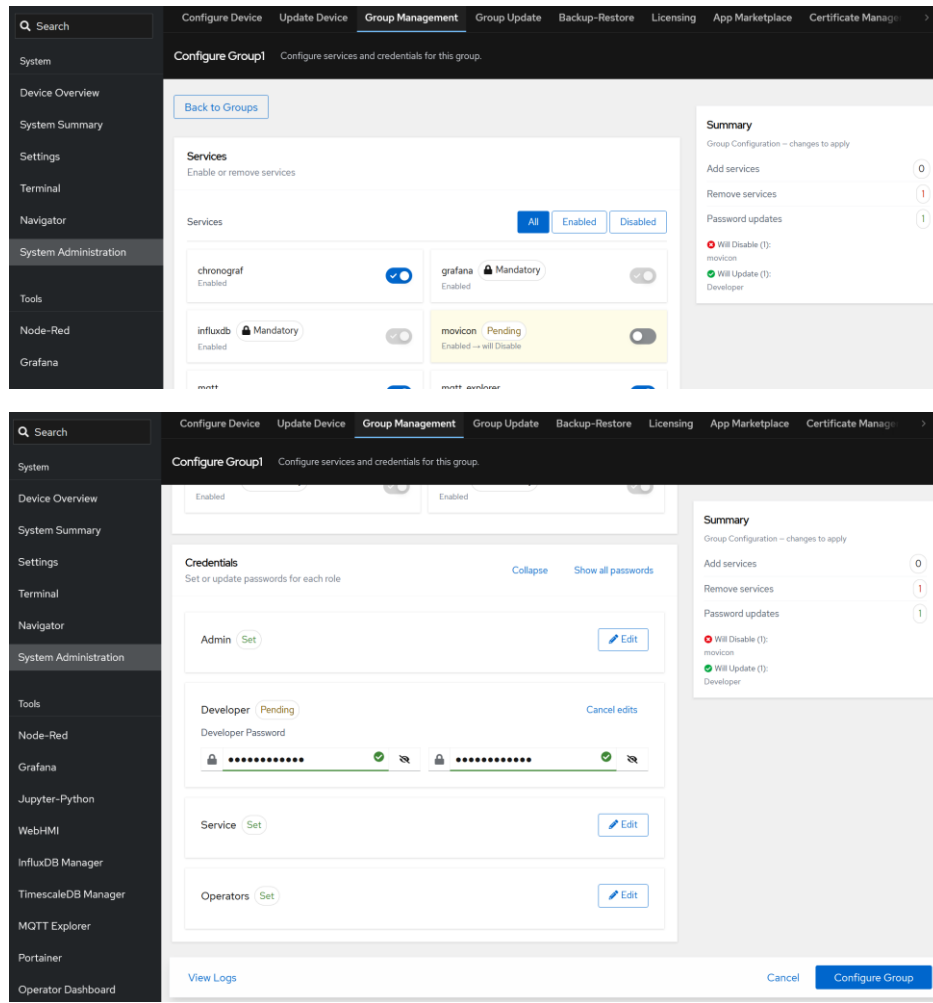 Search
Configure Device Update Device Group Management Group Update Backup-Restore Licensing App Marketplace Certificate Manage
System
Configure Group1 Configure services and credentials for this group.
Device Overview
System Summary
Settings
Terminal
Navigator
System Administration
Tools
Node-Red
Grafana
Back to Groups
Services
Enable or remove services
Services All Enabled Disabled
chronograf
Enabled
grafana Mandatory
Enabled
influxdb Mandatory
Enabled
movicon Pending
Enabled → will Disable
mqtt mqtt_explorer
Summary
Group Configuration – changes to apply
Add services 0
Remove services 1
Password updates 1
Will Disable (1):
movicon
Will Update (1):
Developer
Search
Configure Device Update Device Group Management Group Update Backup-Restore Licensing App Marketplace Certificate Manage
System
Configure Group1 Configure services and credentials for this group.
Device Overview
System Summary
Settings
Terminal
Navigator
System Administration
Tools
Node-Red
Grafana
Jupyter-Python
WebHMI
InfluxDB Manager
TimescaleDB Manager
MQTT Explorer
Portainer
Operator Dashboard
Enabled Enabled
Credentials
Set or update passwords for each role
Collapse Show all passwords
Admin Set Edit
Developer Pending Cancel edits
Developer Password
•••••••••••• ••••••••••••
Service Set Edit
Operators Set Edit
View Logs Cancel Configure Group
Summary
Group Configuration – changes to apply
Add services 0
Remove services 1
Password updates 1
Will Disable (1):
movicon
Will Update (1):
Developer